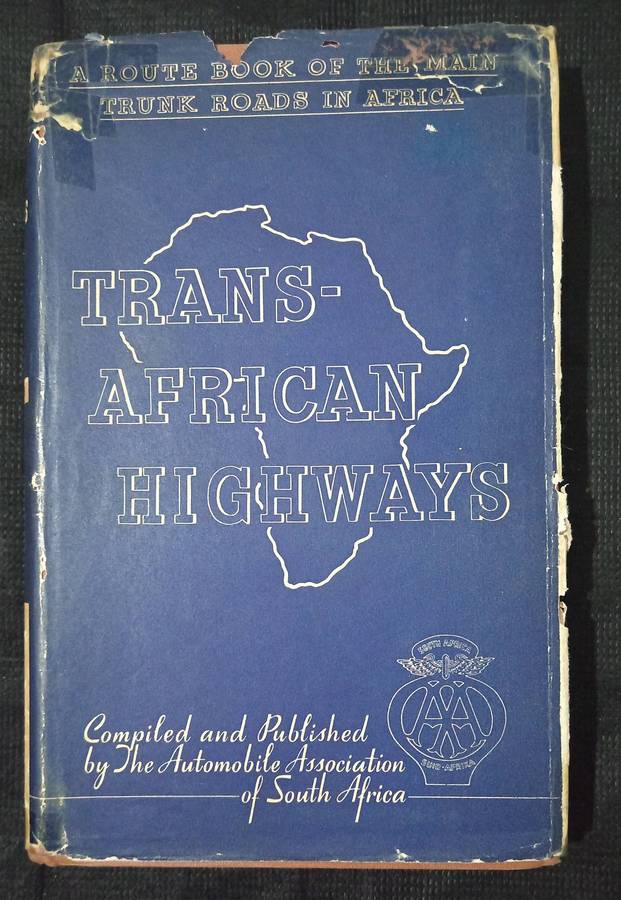 A ROUTE BOOK OF THE MAIN
TRUNK ROADS IN AFRICA
TRANS-
AFRICAN
HIGHWAYS
SOUTH AFRICA
AA
SUID-AFRIKA
Compiled and Published
by The Automobile Association
of South Africa